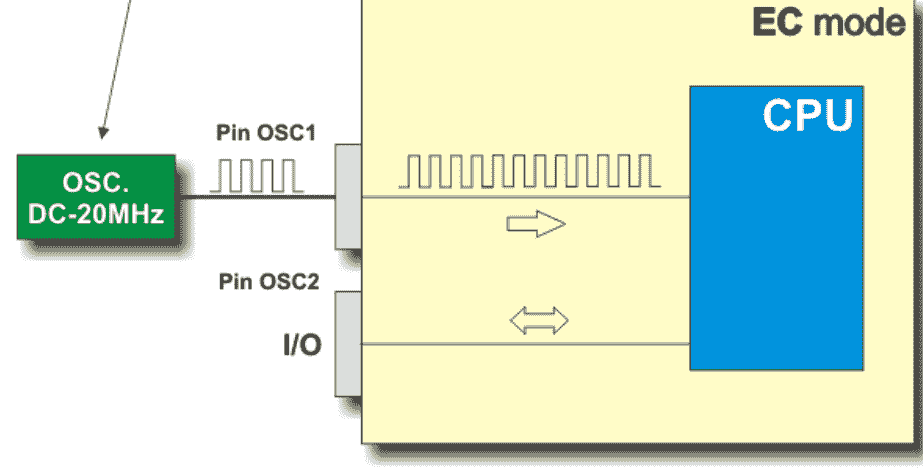 EC mode
CPU
Pin OSC1
OSC.
DC-20MHz
Pin OSC2
I/O